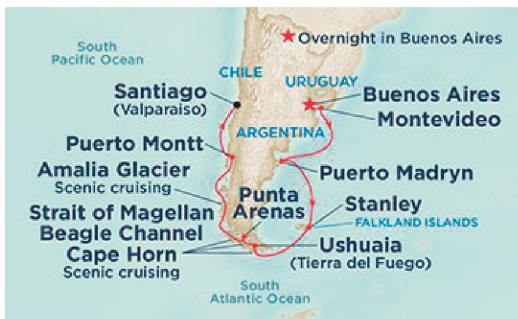 South
Pacific Ocean
Overnight in Buenos Aires
CHILE
URUGUAY
Santiago
(Valparaiso)
Buenos Aires
Montevideo
ARGENTINA
Puerto Montt
Amalia Glacier
Scenic cruising
Puerto Madryn
Punta
Arenas
Stanley
FALKLAND ISLANDS
Strait of Magellan
Beagle Channel
Cape Horn
Scenic cruising
Ushuaia
(Tierra del Fuego)
South
Atlantic Ocean